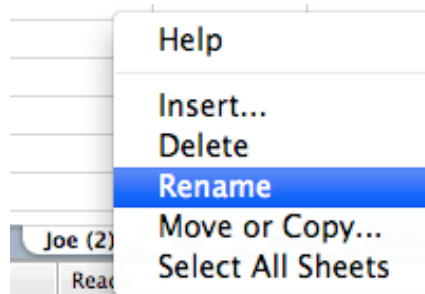 Help
Insert...
Delete
Rename
Move or Copy...
Select All Sheets
Joe (2)